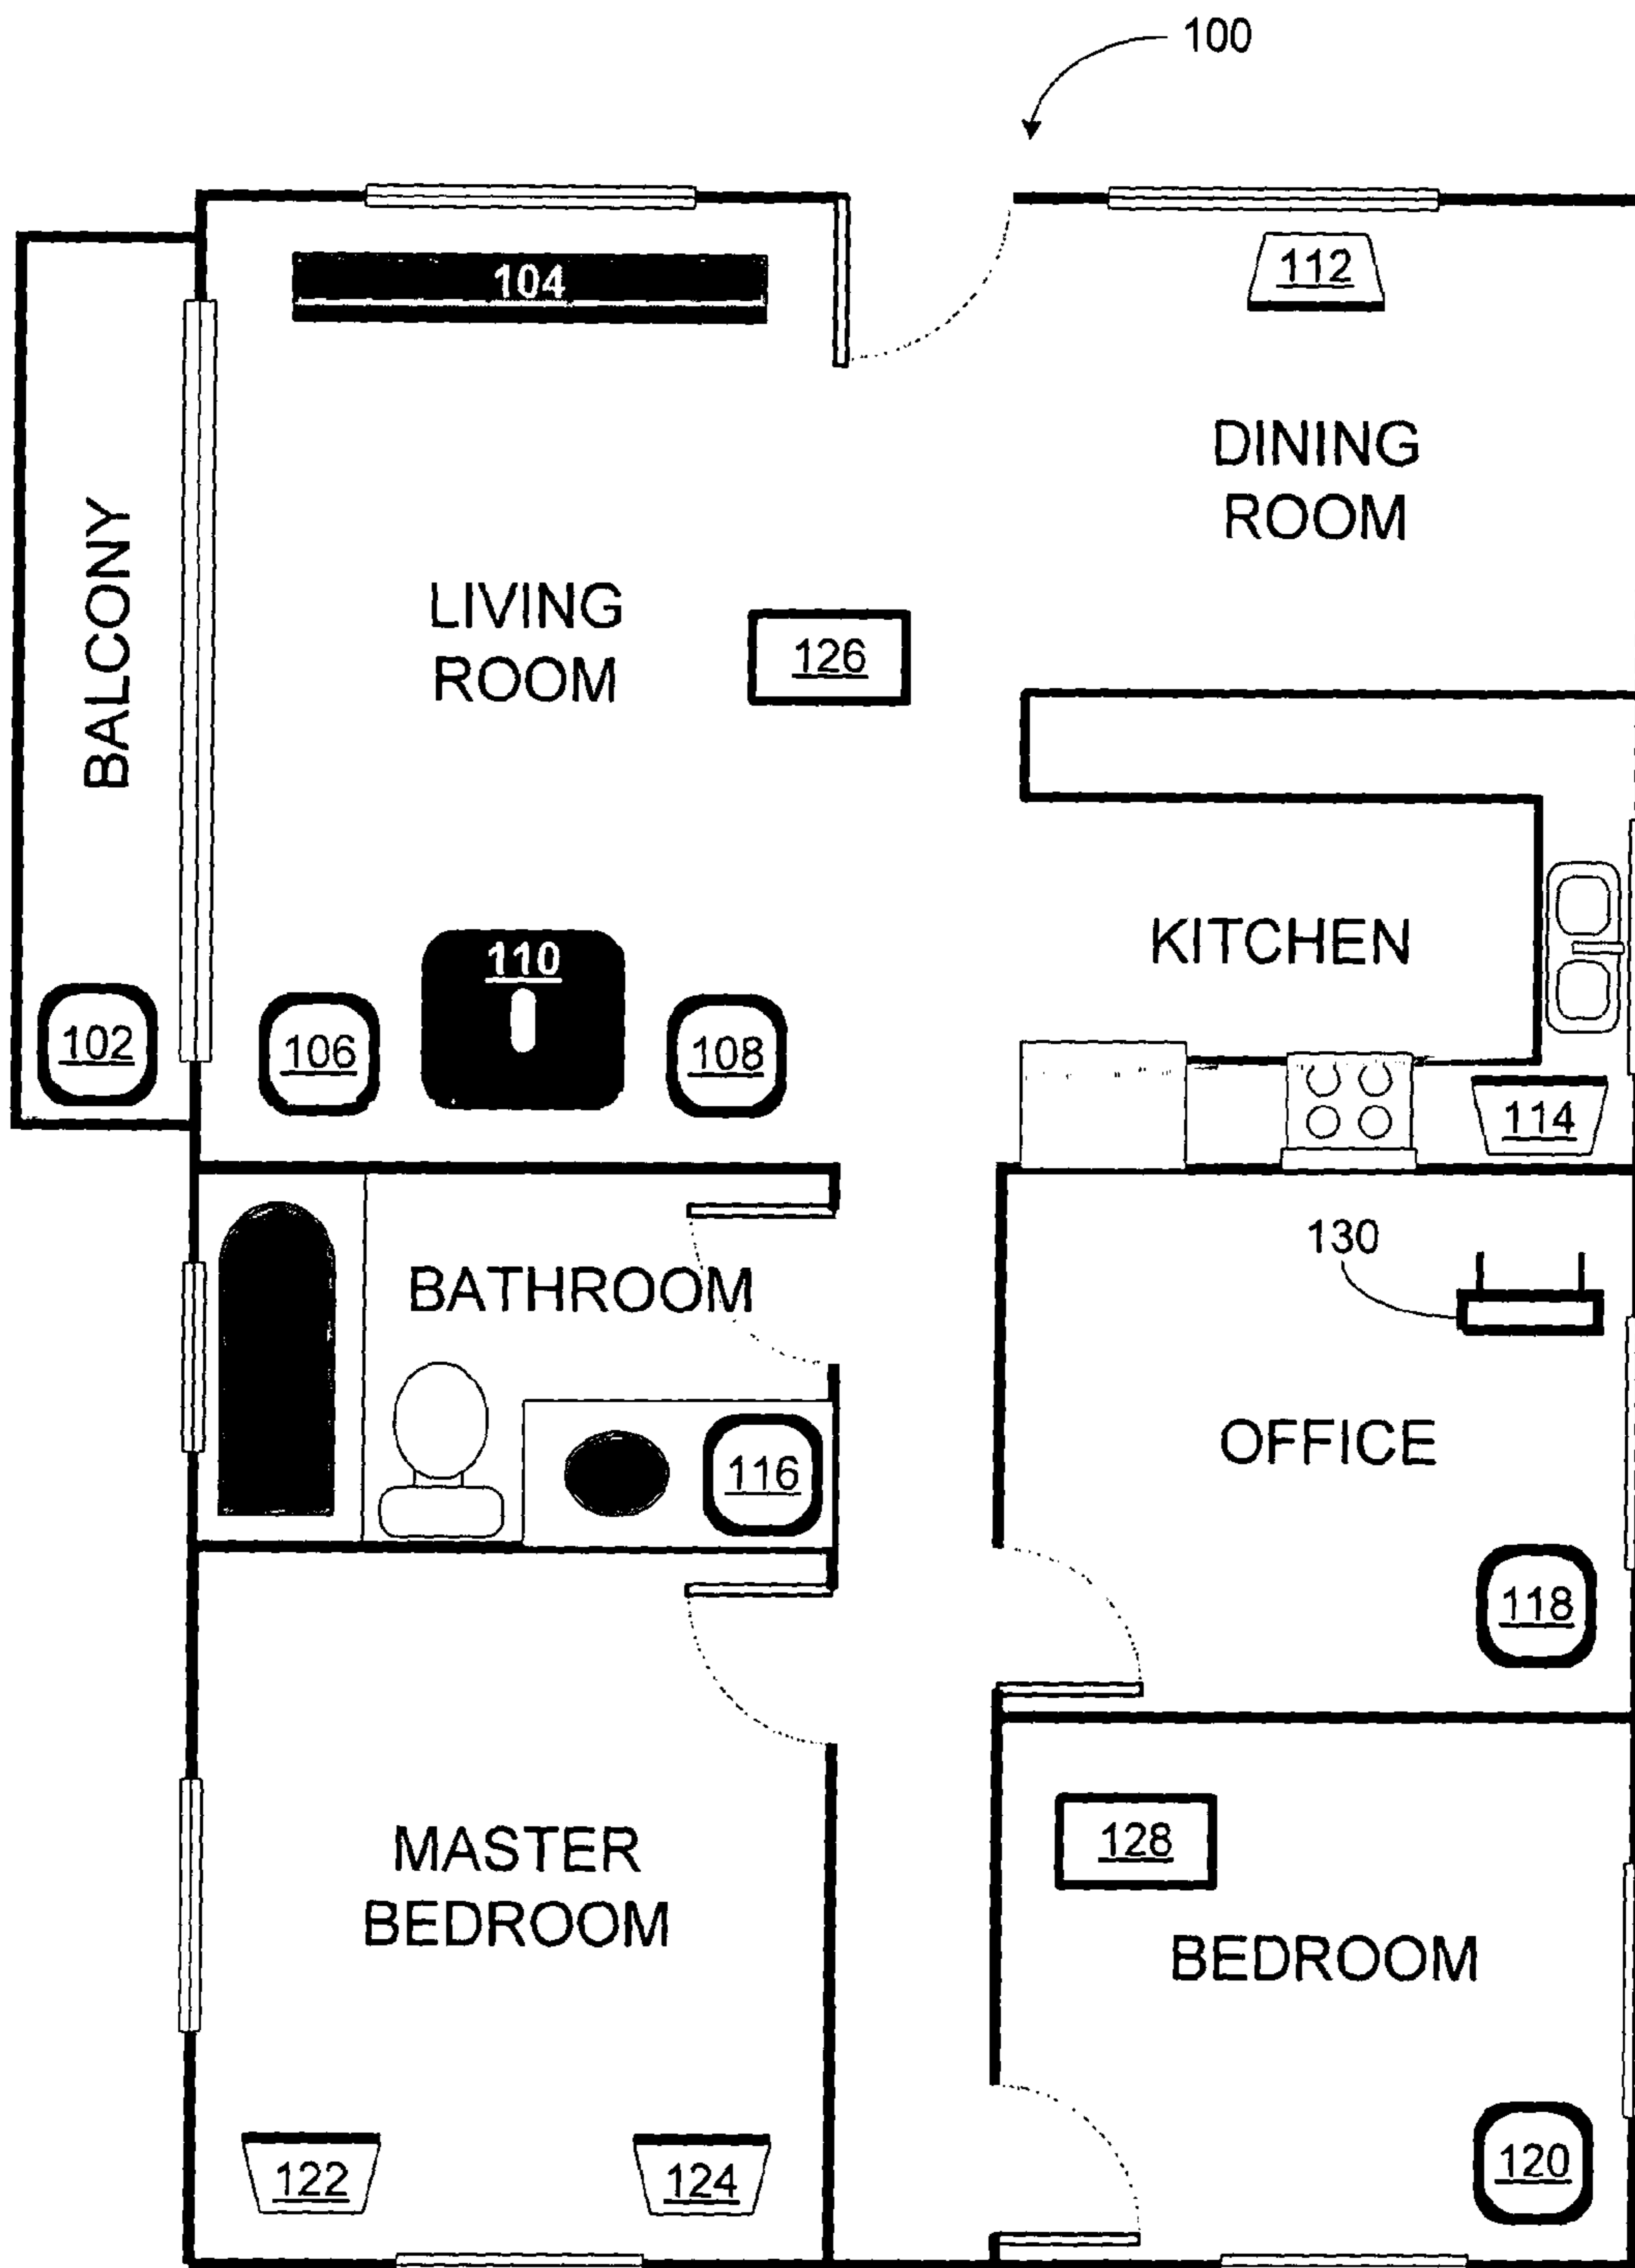 100
104
112
DINING
ROOM
BALCONY
LIVING
ROOM
126
KITCHEN
110
102
106
108
114
130
BATHROOM
OFFICE
116
118
128
MASTER
BEDROOM
BEDROOM
122
124
120